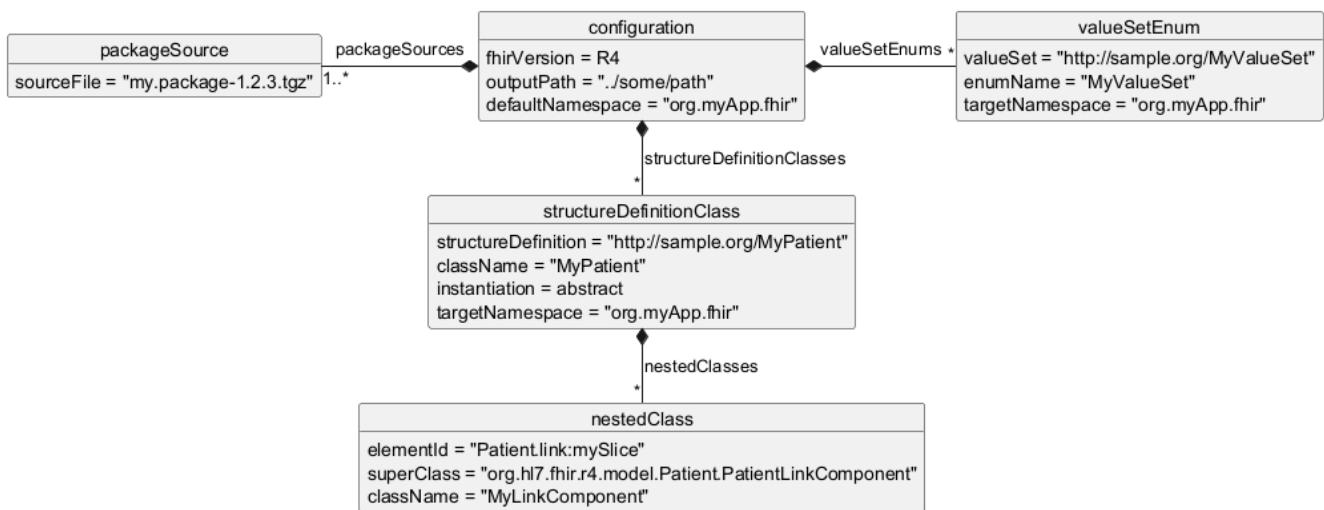 packageSource
sourceFile = "my.package-1.2.3.tgz"
packageSources
1..*
configuration
fhirVersion = R4
outputPath = "../some/path"
defaultNamespace = "org.myApp.fhir"
valueSetEnums
*
valueSetEnum
valueSet = "http://sample.org/MyValueSet"
enumName = "MyValueSet"
targetNamespace = "org.myApp.fhir"
structureDefinitionClasses
*
structureDefinitionClass
structureDefinition = "http://sample.org/MyPatient"
className = "MyPatient"
instantiation = abstract
targetNamespace = "org.myApp.fhir"
nestedClasses
*
nestedClass
elementId = "Patient.link:mySlice"
superClass = "org.hl7.fhir.r4.model.Patient.PatientLinkComponent"
className = "MyLinkComponent"